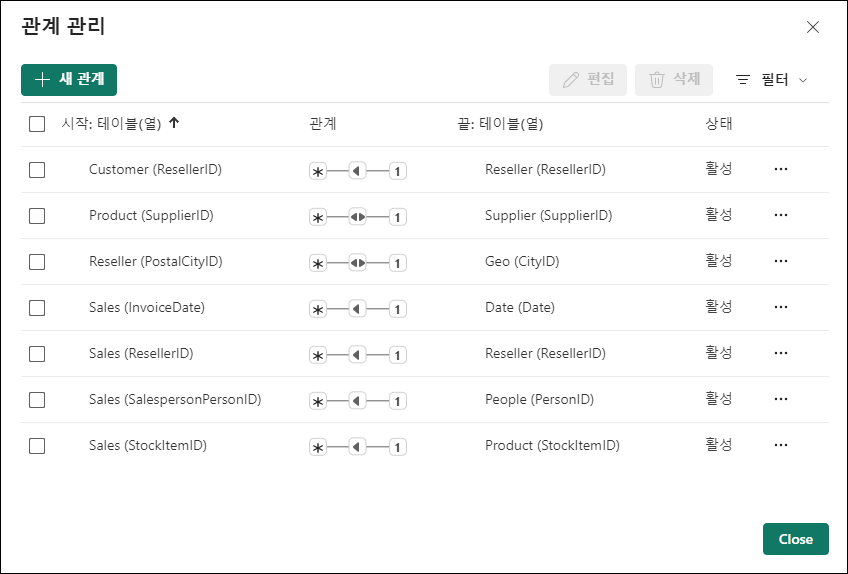 관계 관리
새 관계 편집 삭제 필터
시작: 테이블(열) ↑ 관계 끝: 테이블(열) 상태
Customer (ResellerID) * 1 Reseller (ResellerID) 활성 ...
Product (SupplierID) * 1 Supplier (SupplierID) 활성 ...
Reseller (PostalCityID) * 1 Geo (CityID) 활성 ...
Sales (InvoiceDate) * 1 Date (Date) 활성 ...
Sales (ResellerID) * 1 Reseller (ResellerID) 활성 ...
Sales (SalespersonPersonID) * 1 People (PersonID) 활성 ...
Sales (StockItemID) * 1 Product (StockItemID) 활성 ...
Close